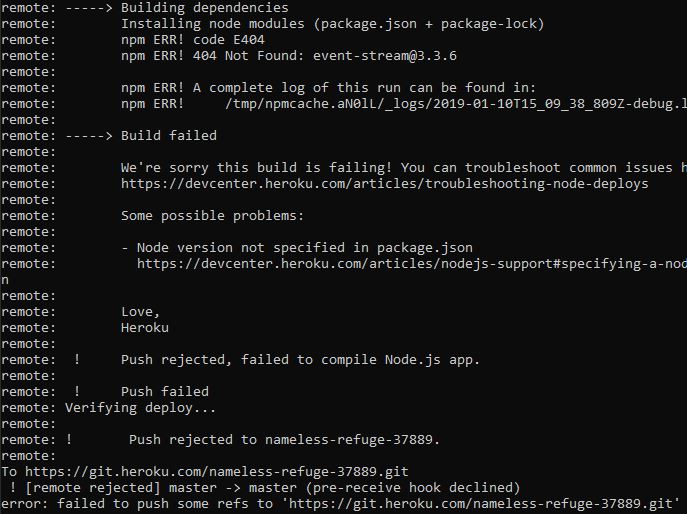 remote: -----> Building dependencies
remote:        Installing node modules (package.json + package-lock)
remote:        npm ERR! code E404
remote:        npm ERR! 404 Not Found: event-stream@3.3.6
remote:
remote:        npm ERR! A complete log of this run can be found in:
remote:        npm ERR!     /tmp/npmcache.aN0lL/_logs/2019-01-10T15_09_38_809Z-debug.l
remote:
remote: -----> Build failed
remote:
remote:        We're sorry this build is failing! You can troubleshoot common issues h
remote:        https://devcenter.heroku.com/articles/troubleshooting-node-deploys
remote:
remote:        Some possible problems:
remote:
remote:        - Node version not specified in package.json
remote:          https://devcenter.heroku.com/articles/nodejs-support#specifying-a-nod
n
remote:
remote:        Love,
remote:        Heroku
remote:
remote:  !     Push rejected, failed to compile Node.js app.
remote:
remote:  !     Push failed
remote: Verifying deploy...
remote:
remote: !       Push rejected to nameless-refuge-37889.
remote:
To https://git.heroku.com/nameless-refuge-37889.git
 ! [remote rejected] master -> master (pre-receive hook declined)
error: failed to push some refs to 'https://git.heroku.com/nameless-refuge-37889.git'